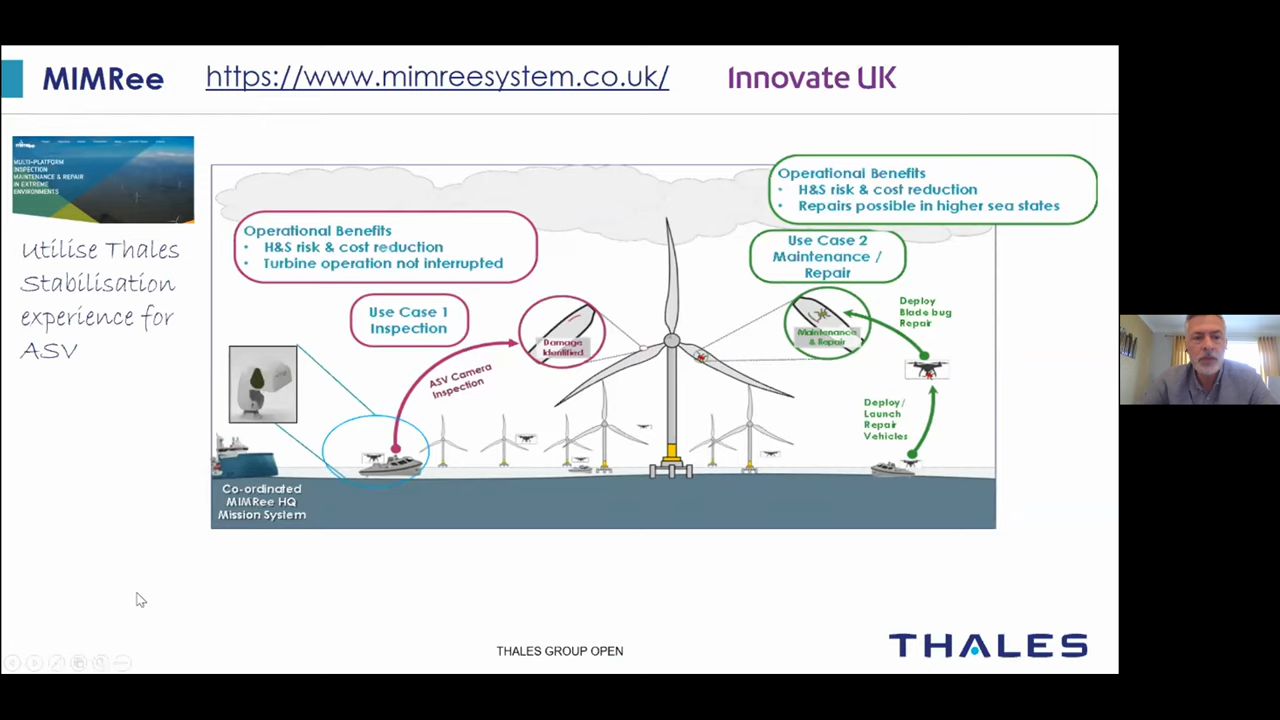 MIMRee
https://www.mimreesystem.co.uk/
Innovate UK
mimree
MULTI-PLATFORM
INSPECTION
MAINTENANCE & REPAIR
IN EXTREME
ENVIRONMENTS
Utilise Thales
Stabilisation
experience for
ASV
Operational Benefits
• H&S risk & cost reduction
• Turbine operation not interrupted
Use Case 1
Inspection
ASV Camera
Inspection
Damage
Identified
Co-ordinated
MIMRee HQ
Mission System
Operational Benefits
• H&S risk & cost reduction
• Repairs possible in higher sea states
Use Case 2
Maintenance /
Repair
Maintenance
& Repair
Deploy
Blade bug
Repair
Deploy/
Launch
Repair
Vehicles
THALES GROUP OPEN
THALES